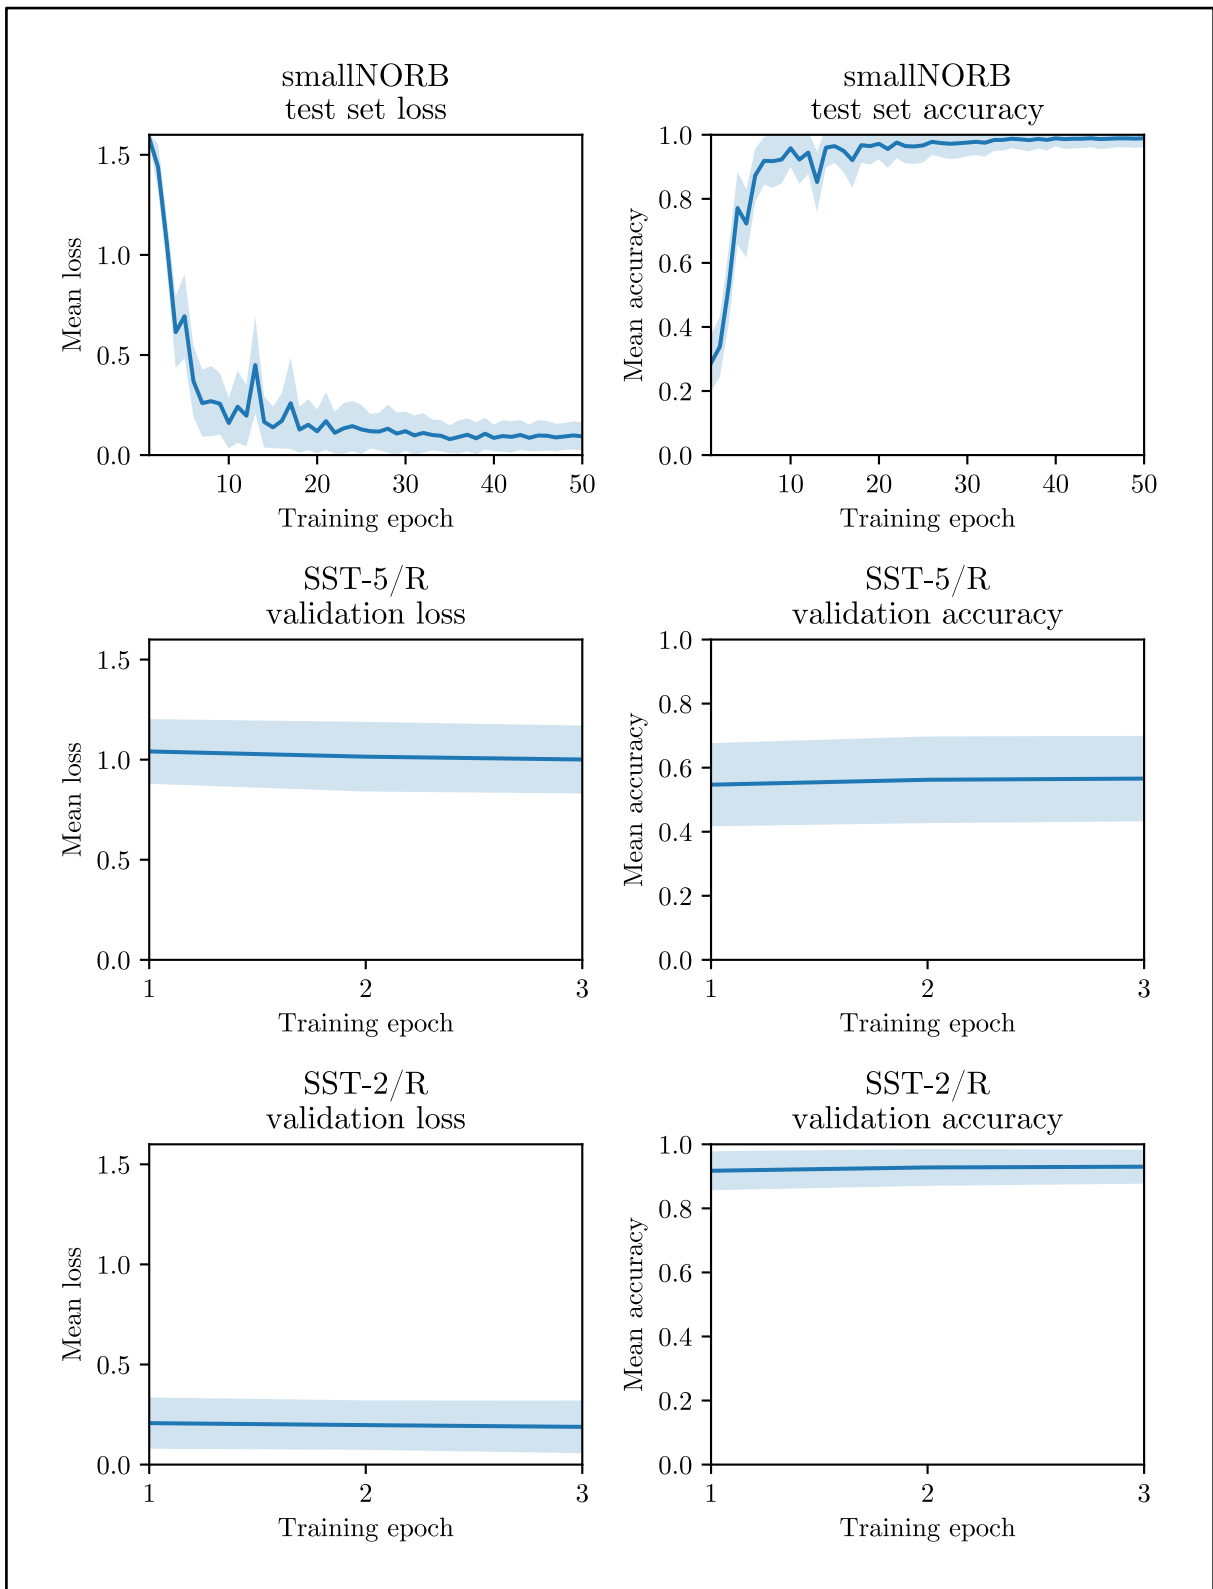 smallNORB
test set loss
Mean loss
1.5
1.0
0.5
0.0
10 20 30 40 50
Training epoch
smallNORB
test set accuracy
Mean accuracy
1.0
0.8
0.6
0.4
0.2
0.0
10 20 30 40 50
Training epoch
SST-5/R
validation loss
Mean loss
1.5
1.0
0.5
0.0
1 2 3
Training epoch
SST-5/R
validation accuracy
Mean accuracy
1.0
0.8
0.6
0.4
0.2
0.0
1 2 3
Training epoch
SST-2/R
validation loss
Mean loss
1.5
1.0
0.5
0.0
1 2 3
Training epoch
SST-2/R
validation accuracy
Mean accuracy
1.0
0.8
0.6
0.4
0.2
0.0
1 2 3
Training epoch